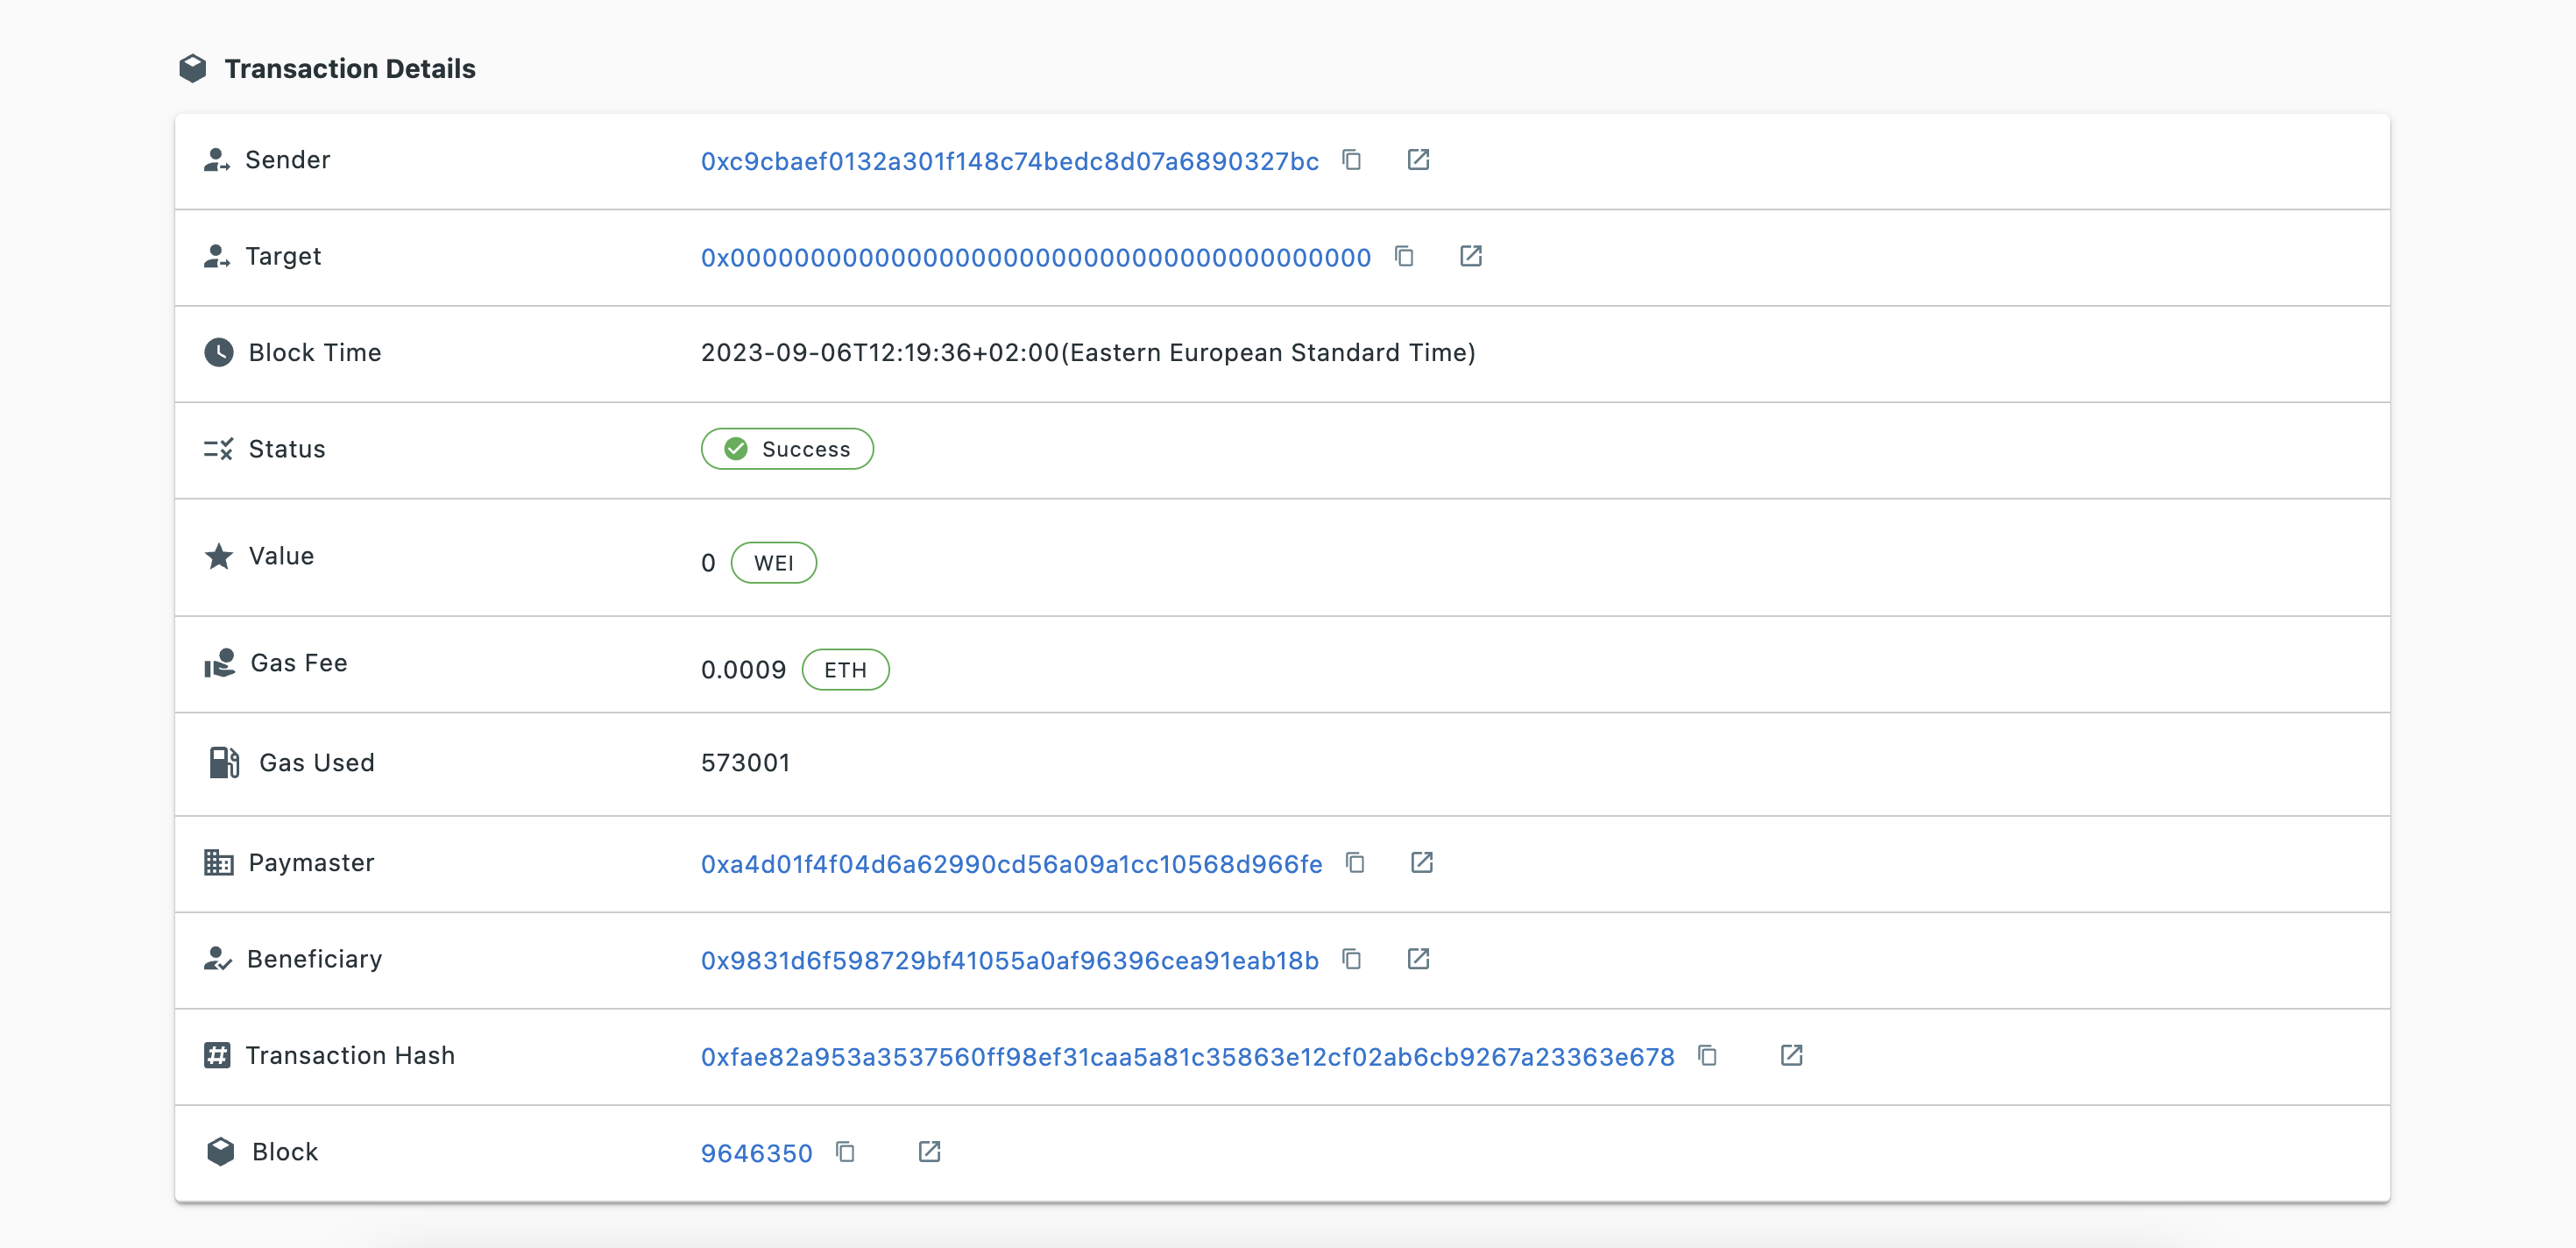 Transaction Details
Sender 0xc9cbaef0132a301f148c74bedc8d07a6890327bc
Target 0x0000000000000000000000000000000000000000
Block Time 2023-09-06T12:19:36+02:00(Eastern European Standard Time)
Status Success
Value 0 WEI
Gas Fee 0.0009 ETH
Gas Used 573001
Paymaster 0xa4d01f4f04d6a62990cd56a09a1cc10568d966fe
Beneficiary 0x9831d6f598729bf41055a0af96396cea91eab18b
Transaction Hash 0xfae82a953a3537560ff98ef31caa5a81c35863e12cf02ab6cb9267a23363e678
Block 9646350